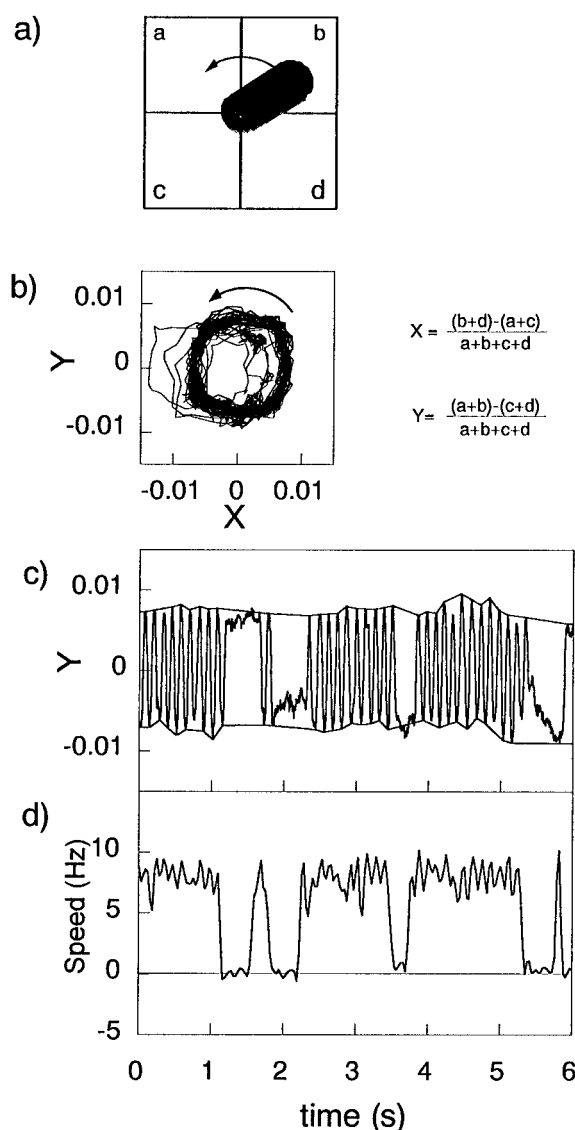 a)
a b
c d
b)
0.01
Y 0
-0.01
-0.01 0 0.01
X
X = (b+d)-(a+c)
a+b+c+d
Y= (a+b)-(c+d)
a+b+c+d
c)
0.01
Y 0
-0.01
d)
Speed (Hz)
10
5
0
-5
0 1 2 3 4 5 6
time (s)